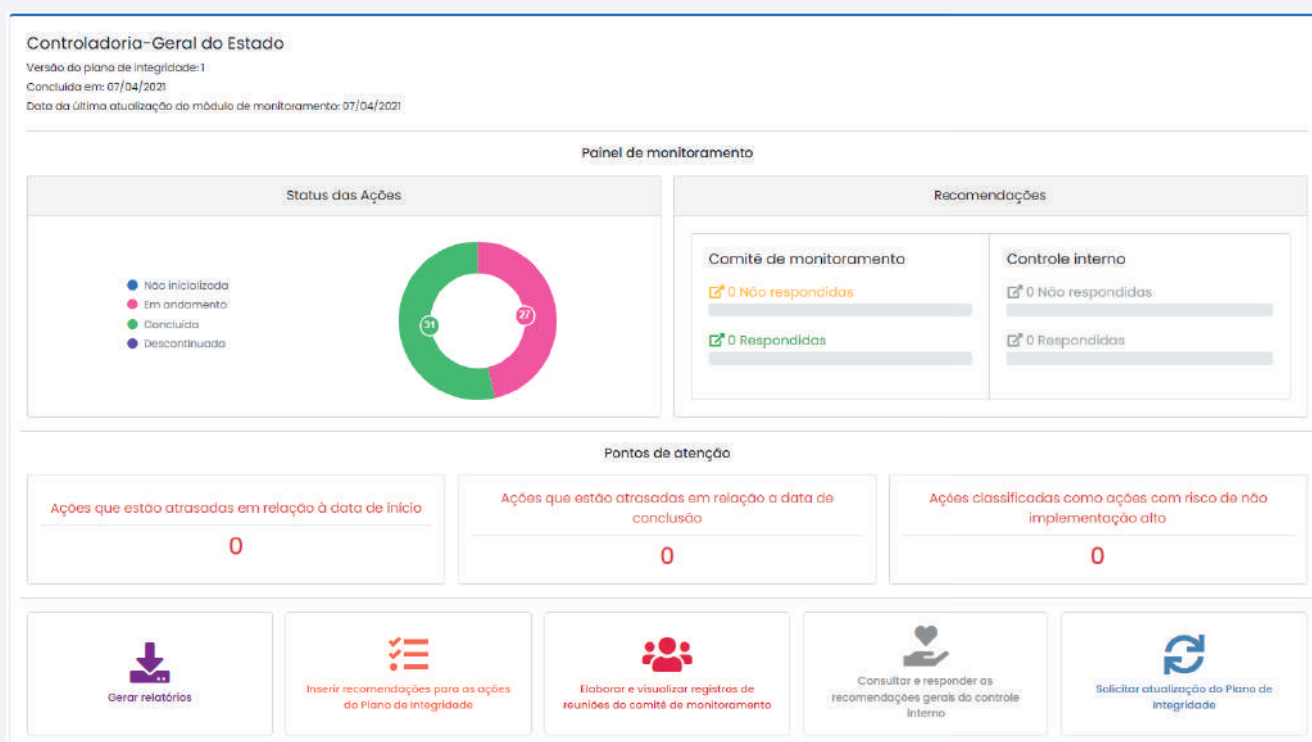 Controladoria-Geral do Estado
Versão do plano de integridade: 1
Concluída em: 07/04/2021
Data da última atualização do módulo de monitoramento: 07/04/2021
Painel de monitoramento
Status das Ações
Não inicializada
Em andamento
Concluída
Descontinuada
31
27
Recomendações
Comitê de monitoramento
0 Não respondidas
0 Respondidas
Controle interno
0 Não respondidas
0 Respondidas
Pontos de atenção
Ações que estão atrasadas em relação à data de início
0
Ações que estão atrasadas em relação a data de
conclusão
0
Ações classificadas como ações com risco de não
implementação alto
0
Gerar relatórios
Inserir recomendações para as ações
do Plano de Integridade
Elaborar e visualizar registros de
reuniões do comitê de monitoramento
Consultar e responder as
recomendações gerais do controle
interno
Solicitar atualização do Plano de
Integridade